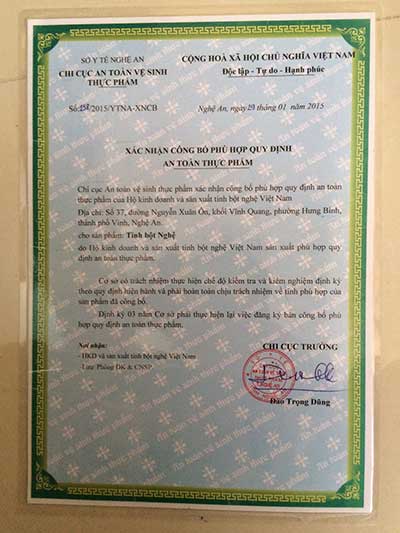 SỞ Y TẾ NGHỆ AN
CHI CỤC AN TOÀN VỆ SINH
THỰC PHẨM
CỘNG HOÀ XÃ HỘI CHỦ NGHĨA VIỆT NAM
Độc lập - Tự do - Hạnh phúc
/2015/YTNA-XNCB
Nghệ An, ngày 29 tháng 01 năm 2015
XÁC NHẬN CÔNG BỐ PHÙ HỢP QUY ĐỊNH
AN TOÀN THỰC PHẨM
Chi cục An toàn vệ sinh thực phẩm xác nhận công bố phù hợp quy định an toàn
thực phẩm của Hộ kinh doanh và sản xuất tinh bột nghệ Việt Nam
Địa chỉ: Số 37, đường Nguyễn Xuân Ôn, khối Vĩnh Quang, phường Hưng Bình,
thành phố Vinh, Nghệ An.
cho sản phẩm: Tinh bột Nghệ
do Hộ kinh doanh và sản xuất tinh bột nghệ Việt Nam sản xuất phù hợp quy định
an toàn thực phẩm.
Cơ sở có trách nhiệm thực hiện chế độ kiểm tra và kiểm nghiệm định kỳ
theo quy định hiện hành và phải hoàn toàn chịu trách nhiệm về tính phù hợp của
sản phẩm đã công bố.
Định kỳ 03 năm Cơ sở phải thực hiện lại việc đăng ký bản công bố phù
hợp quy định an toàn thực phẩm.
Nơi nhận:
- HKD và sản xuất tinh bột nghệ Việt Nam
- Lưu: Phòng ĐK & CNSP.
CHI CỤC TRƯỞNG
Đào Trọng Dũng